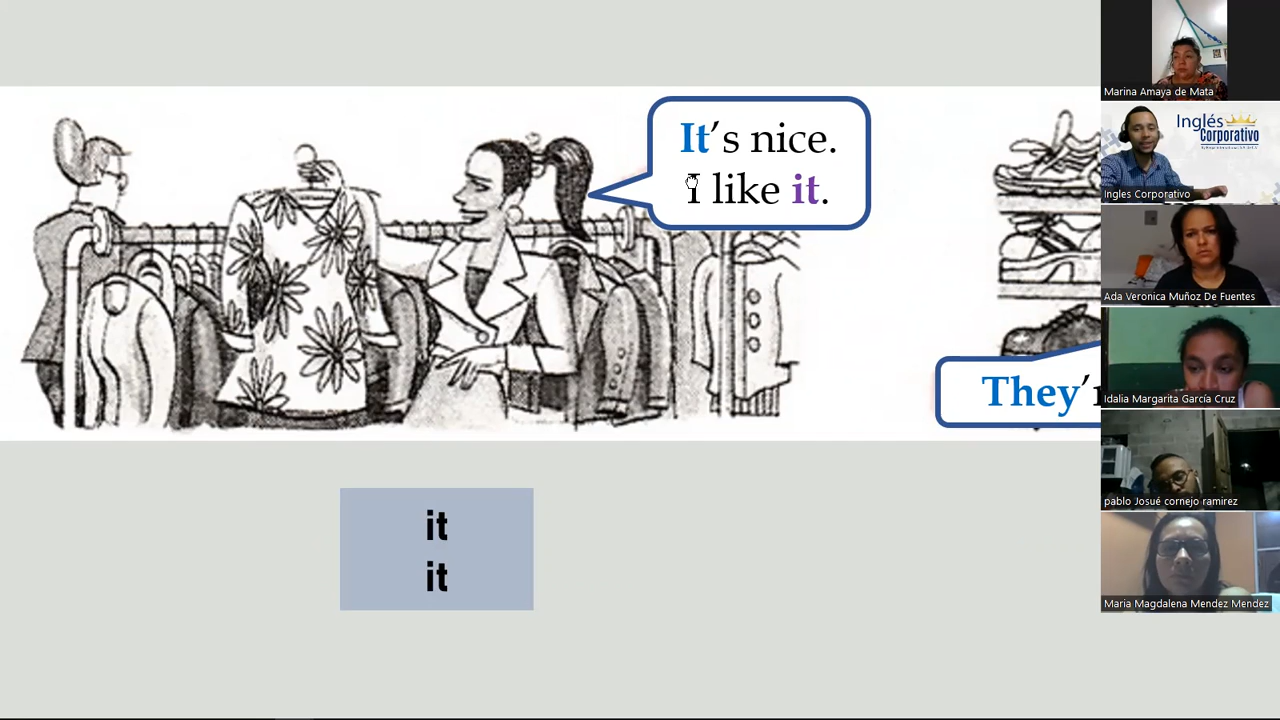 It's nice.
I like it.
They'r
it
it
Marina Amaya de Mata
Inglés
Corporativo
Ingles Corporativo
Ada Veronica Muñoz De Fuentes
Idalia Margarita García Cruz
pablo Josué cornejo ramirez
Maria Magdalena Mendez Mendez